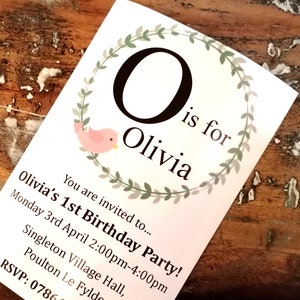 O is for
Olivia
You are invited to...
Olivia's 1st Birthday Party!
Monday 3rd April 2:00pm-4:00pm
Singleton Village Hall,
Poulton Le Fylde
RSVP: 0786